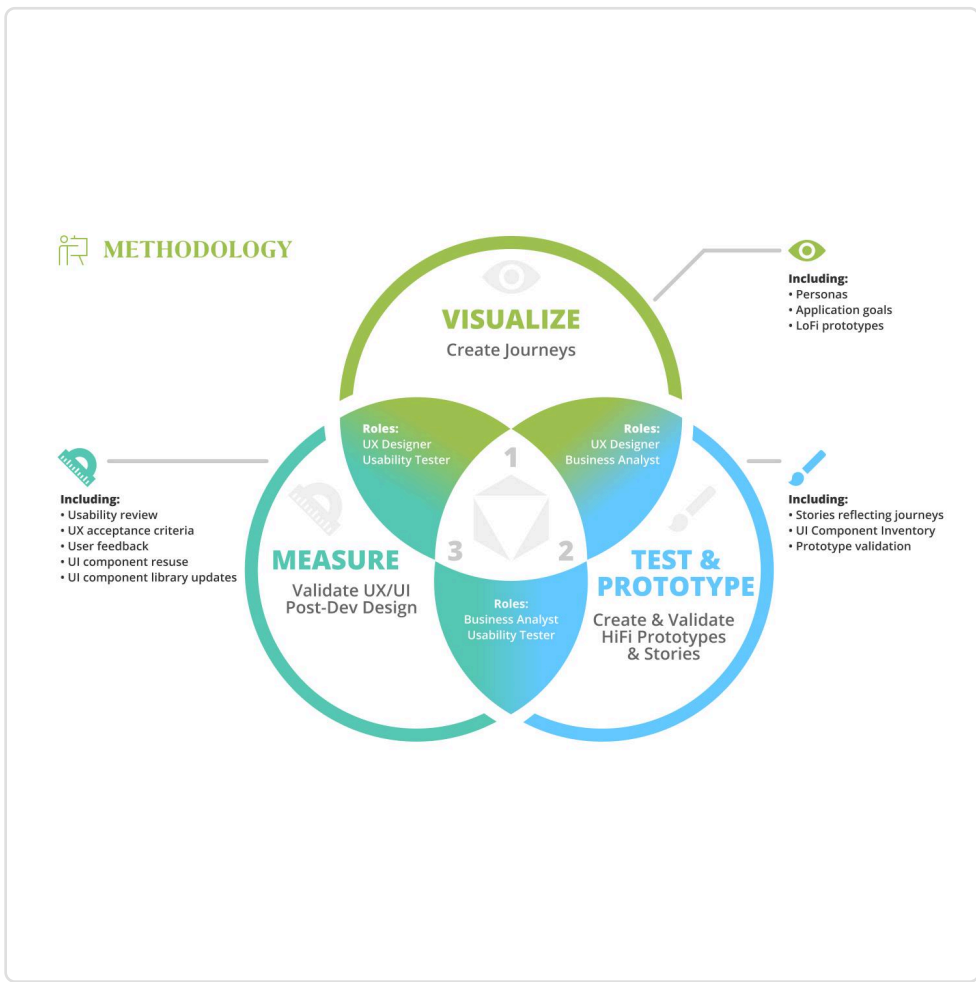 METHODOLOGY
VISUALIZE
Create Journeys
Including:
• Personas
• Application goals
• LoFi prototypes
Roles:
UX Designer
Usability Tester
Roles:
UX Designer
Business Analyst
1
3
2
Including:
• Usability review
• UX acceptance criteria
• User feedback
• UI component resuse
• UI component library updates
MEASURE
Validate UX/UI
Post-Dev Design
Roles:
Business Analyst
Usability Tester
TEST &
PROTOTYPE
Create & Validate
HiFi Prototypes
& Stories
Including:
• Stories reflecting journeys
• UI Component Inventory
• Prototype validation